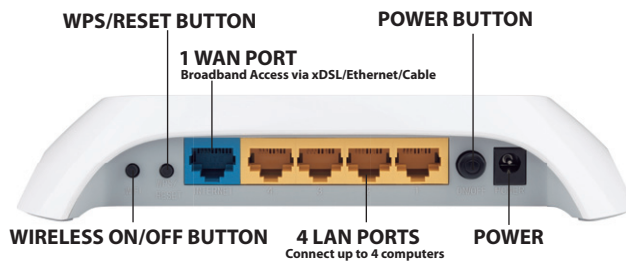 WPS/RESET BUTTON
POWER BUTTON
1 WAN PORT
Broadband Access via xDSL/Ethernet/Cable
WIRELESS ON/OFF BUTTON
4 LAN PORTS
Connect up to 4 computers
POWER